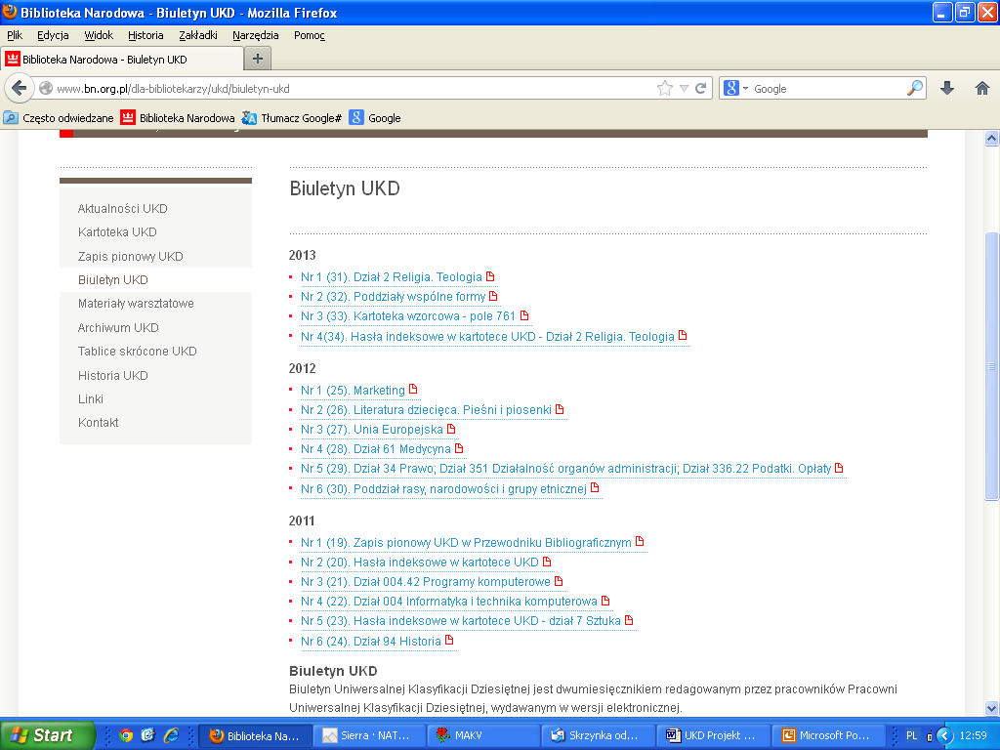 Biblioteka Narodowa - Biuletyn UKD - Mozilla Firefox
Plik Edycja Widok Historia Zakładki Narzędzia Pomoc
Biblioteka Narodowa - Biuletyn UKD
www.bn.org.pl/dla-bibliotekarzy/ukd/biuletyn-ukd
Google
Często odwiedzane Biblioteka Narodowa Tłumacz Google# Google
Aktualności UKD
Kartoteka UKD
Zapis pionowy UKD
Biuletyn UKD
Materiały warsztatowe
Archiwum UKD
Tablice skrócone UKD
Historia UKD
Linki
Kontakt
Biuletyn UKD
2013
Nr 1 (31). Dział 2 Religia. Teologia
Nr 2 (32). Poddziały wspólne formy
Nr 3 (33). Kartoteka wzorcowa - pole 761
Nr 4(34). Hasła indeksowe w kartotece UKD - Dział 2 Religia. Teologia
2012
Nr 1 (25). Marketing
Nr 2 (26). Literatura dziecięca. Pieśni i piosenki
Nr 3 (27). Unia Europejska
Nr 4 (28). Dział 61 Medycyna
Nr 5 (29). Dział 34 Prawo; Dział 351 Działalność organów administracji; Dział 336.22 Podatki. Opłaty
Nr 6 (30). Poddział rasy, narodowości i grupy etnicznej
2011
Nr 1 (19). Zapis pionowy UKD w Przewodniku Bibliograficznym
Nr 2 (20). Hasła indeksowe w kartotece UKD
Nr 3 (21). Dział 004.42 Programy komputerowe
Nr 4 (22). Dział 004 Informatyka i technika komputerowa
Nr 5 (23). Hasła indeksowe w kartotece UKD - dział 7 Sztuka
Nr 6 (24). Dział 94 Historia
Biuletyn UKD
Biuletyn Uniwersalnej Klasyfikacji Dziesiętnej jest dwumiesięcznikiem redagowanym przez pracowników Pracowni
Uniwersalnej Klasyfikacji Dziesiętnej, wydawanym w wersji elektronicznej.
Start Biblioteka Na... Sierra · NAT... MAKV Skrzynka od... UKD Projekt ... Microsoft Po... PL 12:59